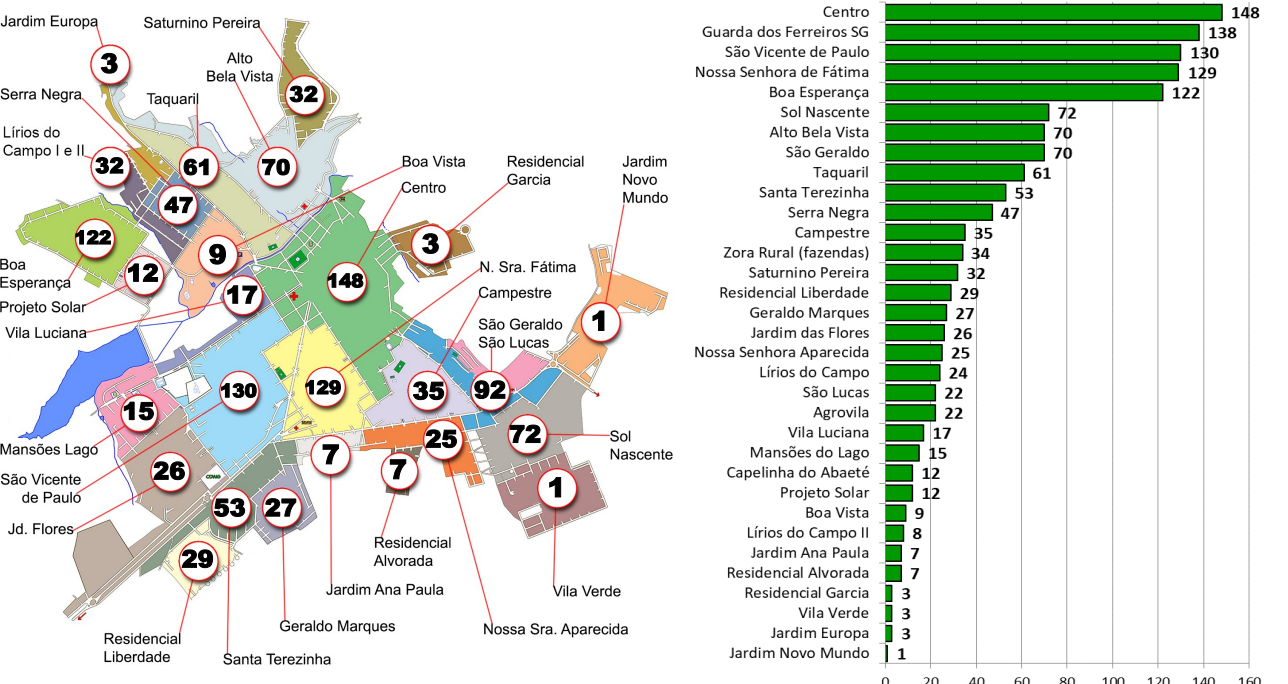 Jardim Europa
Saturnino Pereira
3
Alto
Bela Vista
Serra Negra
Taquaril
32
Lírios do
Campo I e II
32
61
70
Boa Vista
Residencial
Garcia
Jardim
Novo
Mundo
Centro
47
122
9
3
Boa
Esperança
12
N. Sra. Fátima
148
Projeto Solar
17
Campestre
Vila Luciana
São Geraldo
São Lucas
1
130
129
35
92
15
Mansões Lago
25
72
Sol
Nascente
7
7
26
São Vicente
de Paulo
1
53
27
Jd. Flores
Residencial
Alvorada
29
Jardim Ana Paula
Vila Verde
Residencial
Liberdade
Geraldo Marques
Nossa Sra. Aparecida
Santa Terezinha
Centro 148
Guarda dos Ferreiros SG 138
São Vicente de Paulo 130
Nossa Senhora de Fátima 129
Boa Esperança 122
Sol Nascente 72
Alto Bela Vista 70
São Geraldo 70
Taquaril 61
Santa Terezinha 53
Serra Negra 47
Campestre 35
Zora Rural (fazendas) 34
Saturnino Pereira 32
Residencial Liberdade 29
Geraldo Marques 27
Jardim das Flores 26
Nossa Senhora Aparecida 25
Lírios do Campo 24
São Lucas 22
Agrovila 22
Vila Luciana 17
Mansões do Lago 15
Capelinha do Abaeté 12
Projeto Solar 12
Boa Vista 9
Lírios do Campo II 8
Jardim Ana Paula 7
Residencial Alvorada 7
Residencial Garcia 3
Vila Verde 3
Jardim Europa 3
Jardim Novo Mundo 1
0 20 40 60 80 100 120 140 160